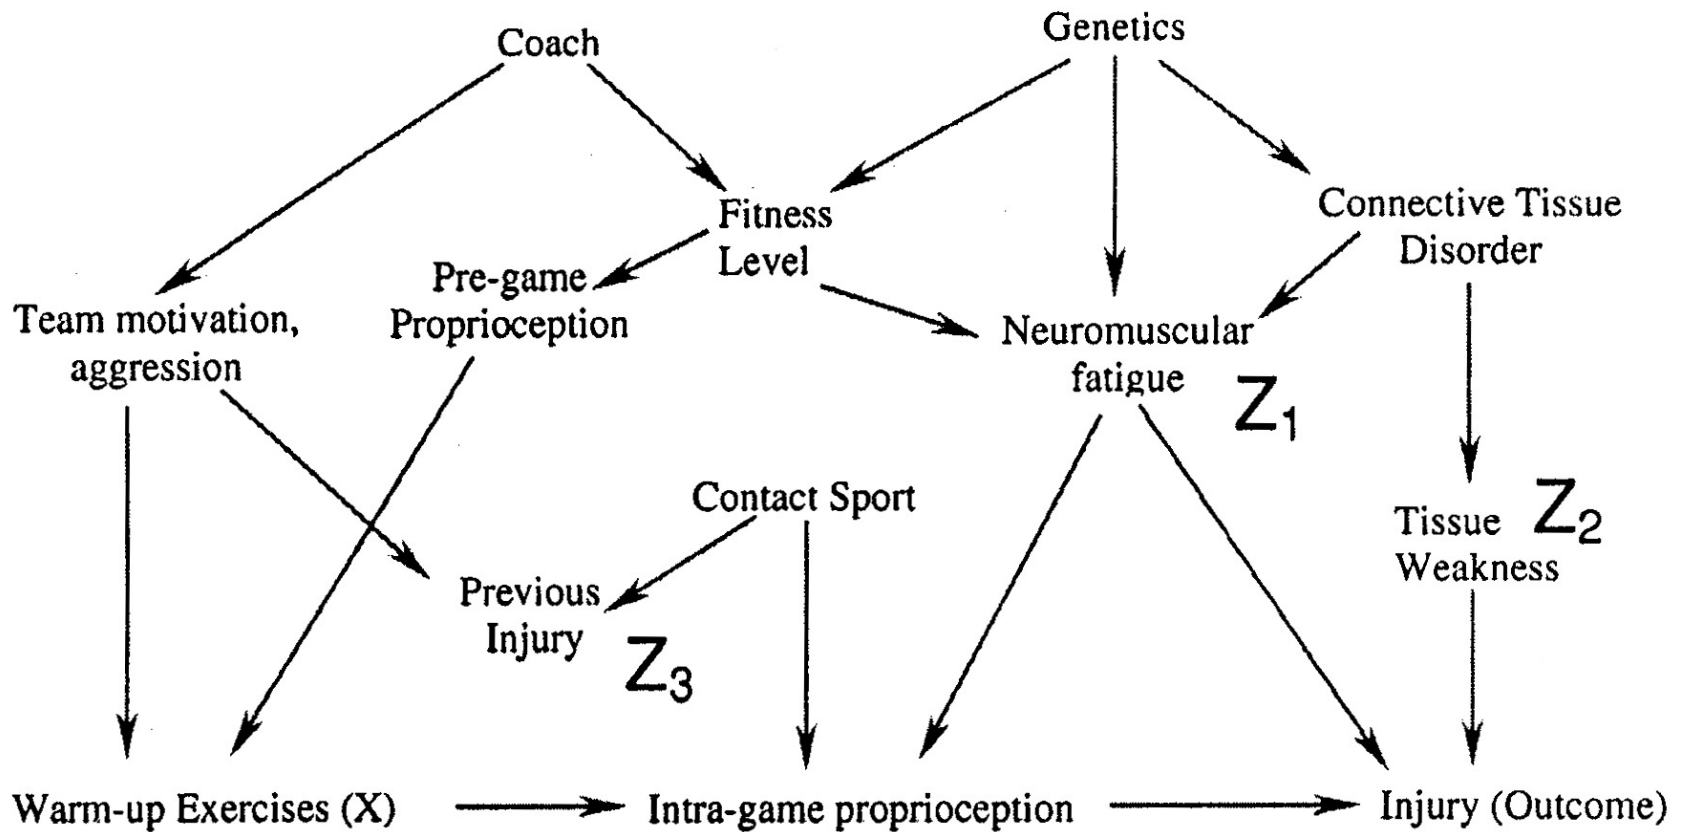 Coach
Genetics
Fitness
Level
Connective Tissue
Disorder
Pre-game
Proprioception
Team motivation,
aggression
Neuromuscular
fatigue
Z1
Contact Sport
Tissue
Weakness
Z2
Previous
Injury
Z3
Warm-up Exercises (X)
Intra-game proprioception
Injury (Outcome)